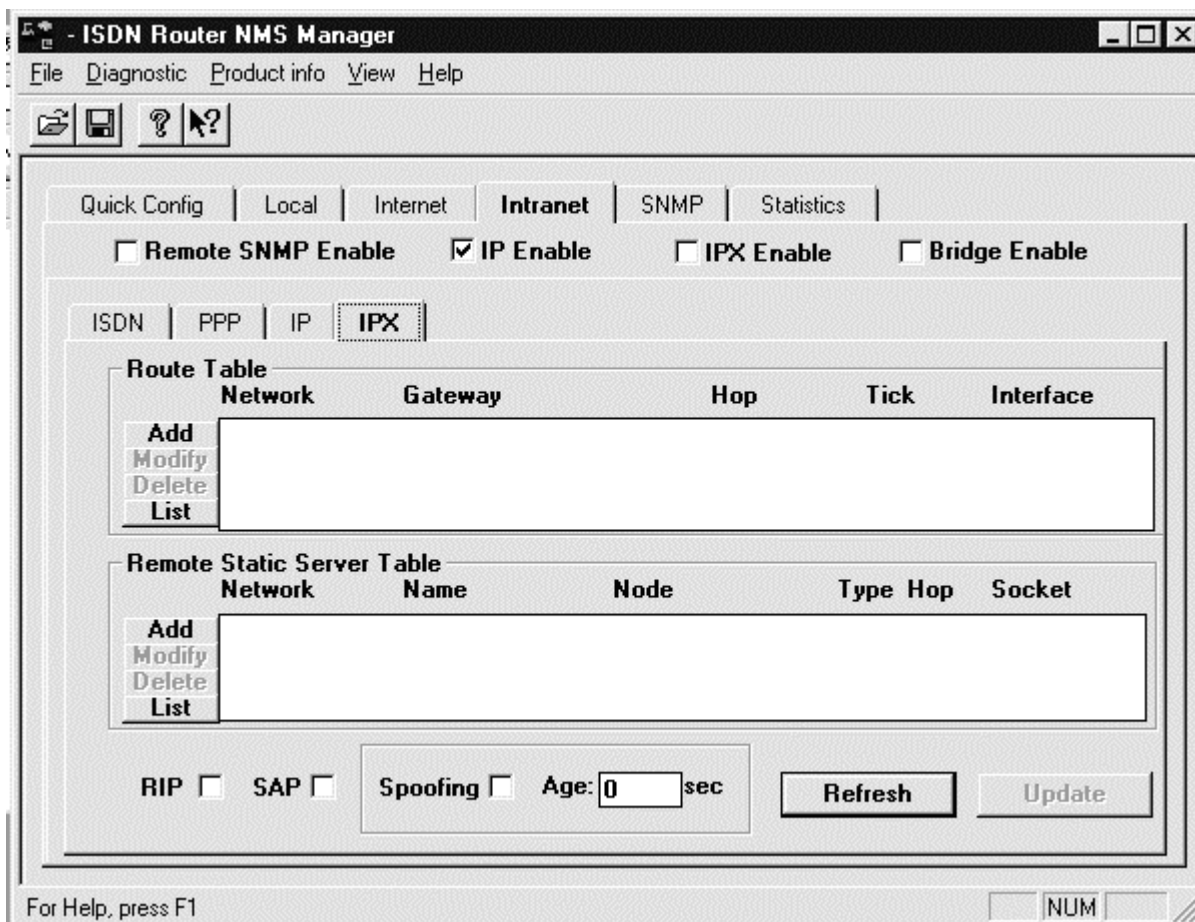 - ISDN Router NMS Manager
File Diagnostic Product info View Help
Quick Config Local Internet Intranet SNMP Statistics
Remote SNMP Enable IP Enable IPX Enable Bridge Enable
ISDN PPP IP IPX
Route Table
Network Gateway Hop Tick Interface
Add
Modify
Delete
List
Remote Static Server Table
Network Name Node Type Hop Socket
Add
Modify
Delete
List
RIP SAP Spoofing Age: 0 sec Refresh Update
For Help, press F1 NUM